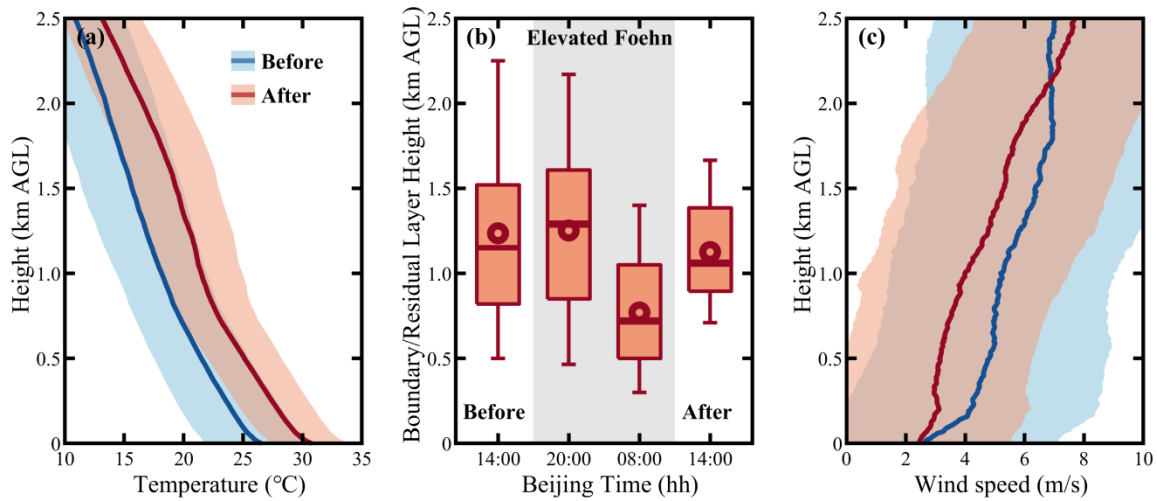 (a)
Before
After
Height (km AGL)
2.5
2.0
1.5
1.0
0.5
0
10
15
20
25
30
35
Temperature (℃)
(b)
Elevated Foehn
Boundary/Residual Layer Height (km AGL)
2.5
2.0
1.5
1.0
0.5
0
Before
After
14:00
20:00
08:00
14:00
Beijing Time (hh)
(c)
Height (km AGL)
2.5
2.0
1.5
1.0
0.5
0
0
2
4
6
8
10
Wind speed (m/s)